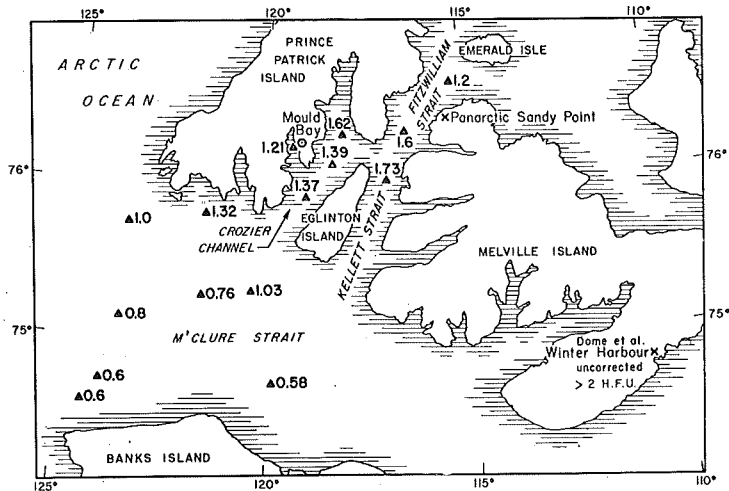 125°
120°
115°
110°
PRINCE
PATRICK
ISLAND
EMERALD ISLE
ARCTIC
OCEAN
FITZWILLIAM
STRAIT
1.2
Mould
Bay
1.62
Panarctic Sandy Point
1.21
1.6
76°
1.39
76°
1.73
1.37
1.0
1.32
CROZIER
CHANNEL
EGLINTON
ISLAND
KELLETT STRAIT
MELVILLE ISLAND
0.76
1.03
0.8
75°
75°
M'CLURE STRAIT
Dome et al.
Winter Harbour
uncorrected
> 2 H.F.U.
0.6
0.6
0.58
BANKS ISLAND
125°
120°
115°
110°